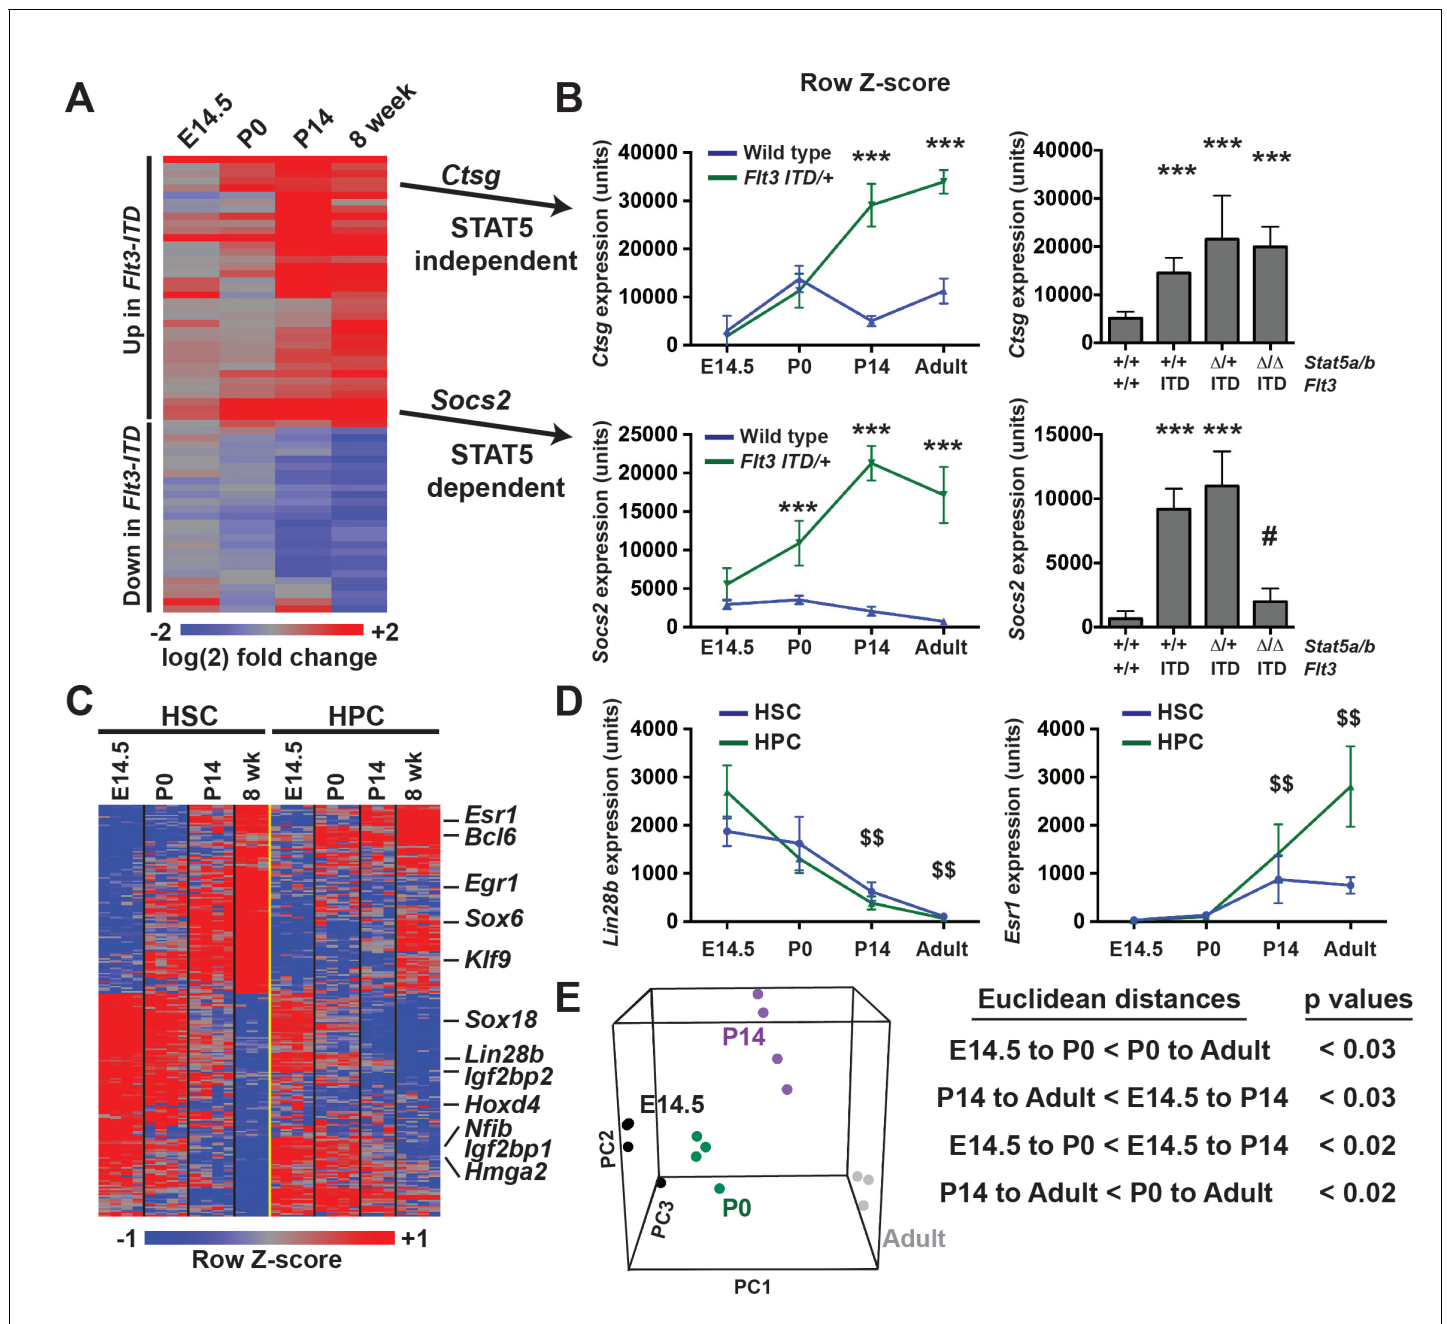 A
E14.5
P0
P14
8 week
Up in Flt3-ITD
Down in Flt3-ITD
-2
+2
log(2) fold change
Ctsg
STAT5
independent
Socs2
STAT5
dependent
B
Row Z-score
Ctsg expression (units)
40000
30000
20000
10000
0
Wild type
Flt3 ITD/+
***
***
E14.5
P0
P14
Adult
Ctsg expression (units)
40000
30000
20000
10000
0
***
***
***
+/+
+/+
Δ/+
Δ/Δ
Stat5a/b
+/+
ITD
ITD
ITD
Flt3
Socs2 expression (units)
25000
20000
15000
10000
5000
0
Wild type
Flt3 ITD/+
***
***
***
E14.5
P0
P14
Adult
Socs2 expression (units)
15000
10000
5000
0
***
***
#
+/+
+/+
Δ/+
Δ/Δ
Stat5a/b
+/+
ITD
ITD
ITD
Flt3
C
HSC
HPC
E14.5
P0
P14
8 wk
E14.5
P0
P14
8 wk
Esr1
Bcl6
Egr1
Sox6
Klf9
Sox18
Lin28b
Igf2bp2
Hoxd4
Nfib
Igf2bp1
Hmga2
-1
+1
Row Z-score
D
Lin28b expression (units)
4000
3000
2000
1000
0
HSC
HPC
$$
$$
E14.5
P0
P14
Adult
Esr1 expression (units)
4000
3000
2000
1000
0
HSC
HPC
$$
$$
E14.5
P0
P14
Adult
E
P14
E14.5
P0
Adult
PC2
PC3
PC1
Euclidean distances
p values
E14.5 to P0 < P0 to Adult
< 0.03
P14 to Adult < E14.5 to P14
< 0.03
E14.5 to P0 < E14.5 to P14
< 0.02
P14 to Adult < P0 to Adult
< 0.02